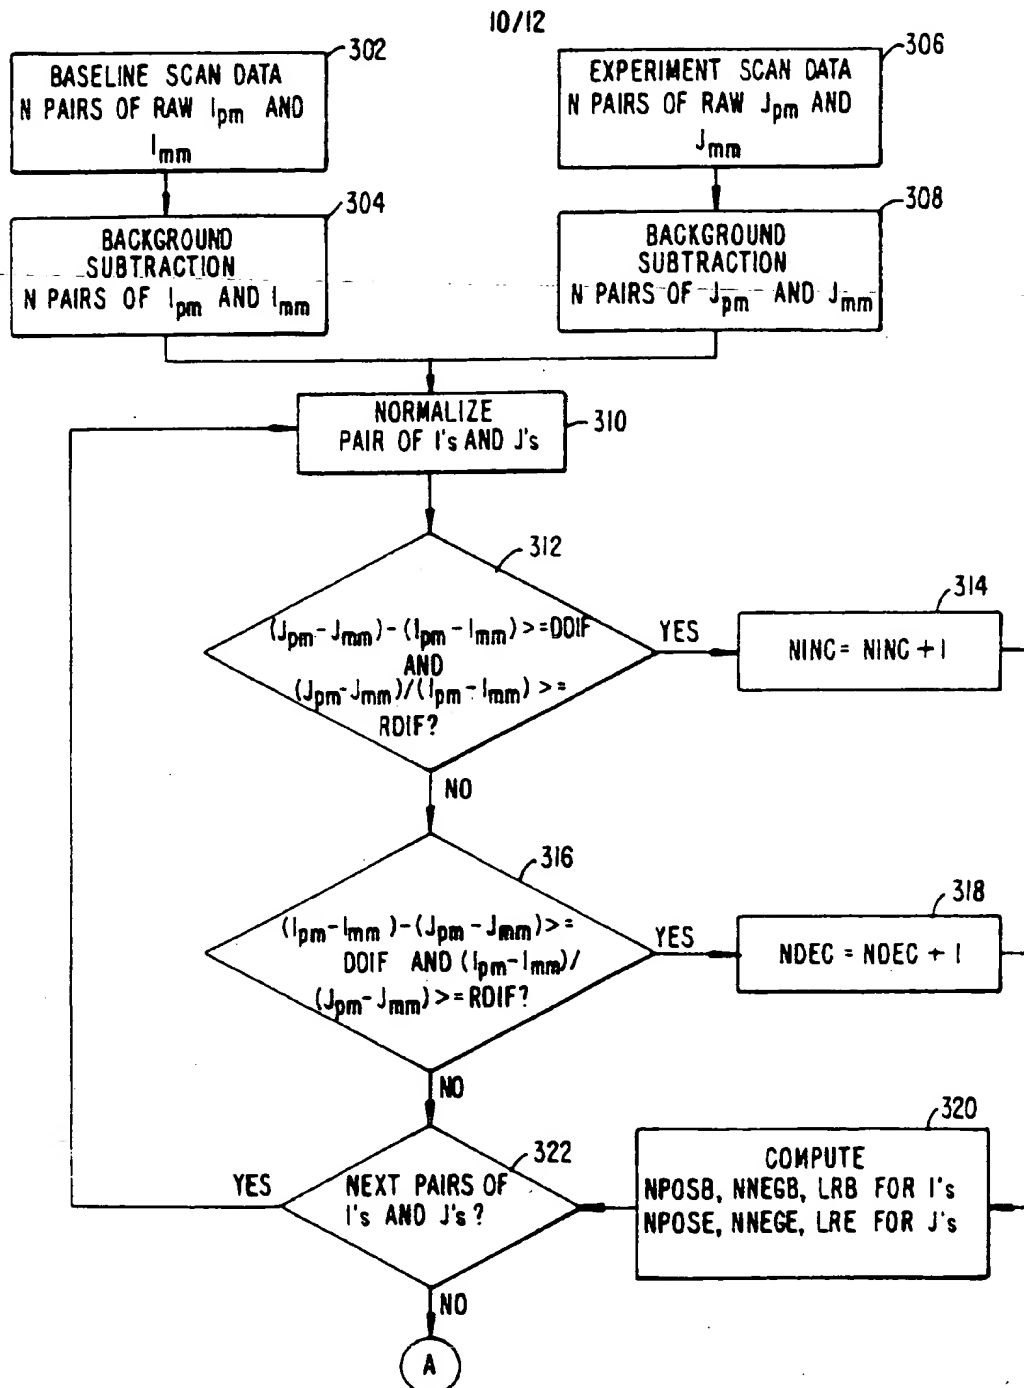 10/12
302
BASELINE SCAN DATA
N PAIRS OF RAW Ipm AND
Imm
306
EXPERIMENT SCAN DATA
N PAIRS OF RAW Jpm AND
Jmm
304
BACKGROUND
SUBTRACTION
N PAIRS OF Ipm AND Imm
308
BACKGROUND
SUBTRACTION
N PAIRS OF Jpm AND Jmm
NORMALIZE
PAIR OF I's AND J's
310
312
(Jpm-Jmm)-(Ipm-Imm)>=DDIF
AND
(Jpm-Jmm)/(Ipm-Imm)>=
RDIF?
YES
314
NINC= NINC +1
NO
316
(Ipm-Imm)-(Jpm-Jmm)>=
DDIF AND (Ipm-Imm)/
(Jpm-Jmm)>=RDIF?
YES
318
NDEC = NDEC + 1
NO
322
NEXT PAIRS OF
I's AND J's?
YES
320
COMPUTE
NPOSB, NNEGB, LRB FOR I's
NPOSE, NNEGE, LRE FOR J's
NO
A